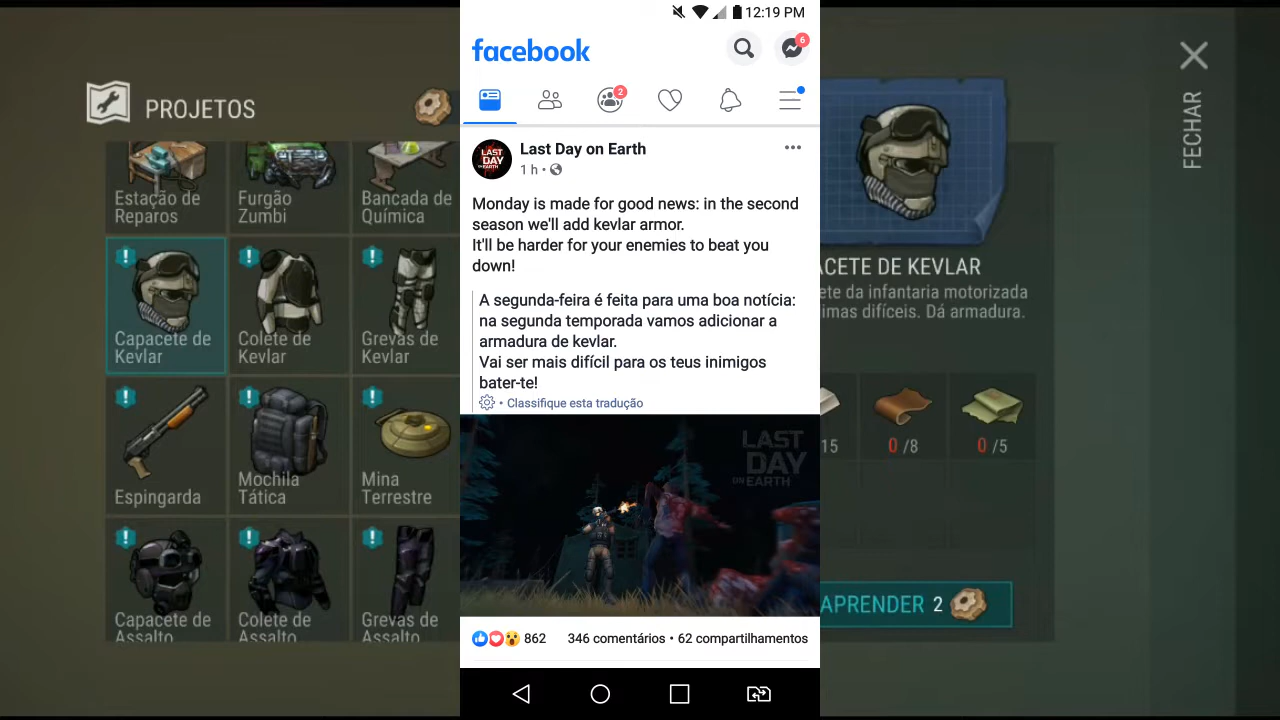 12:19 PM
facebook
6
2
Last Day on Earth
1 h
Monday is made for good news: in the second
season we'll add kevlar armor.
It'll be harder for your enemies to beat you
down!
A segunda-feira é feita para uma boa notícia:
na segunda temporada vamos adicionar a
armadura de kevlar.
Vai ser mais difícil para os teus inimigos
bater-te!
• Classifique esta tradução
LAST
DAY
ON EARTH
862
346 comentários • 62 compartilhamentos
PROJETOS
Estação de
Reparos
Furgão
Zumbi
Bancada de
Química
Capacete de
Kevlar
Colete de
Kevlar
Grevas de
Kevlar
Espingarda
Mochila
Tática
Mina
Terrestre
Capacete de
Assalto
Colete de
Assalto
Grevas de
Assalto
FECHAR
ACETE DE KEVLAR
ete da infantaria motorizada
imas difíceis. Dá armadura.
15
0/8
0/5
APRENDER 2